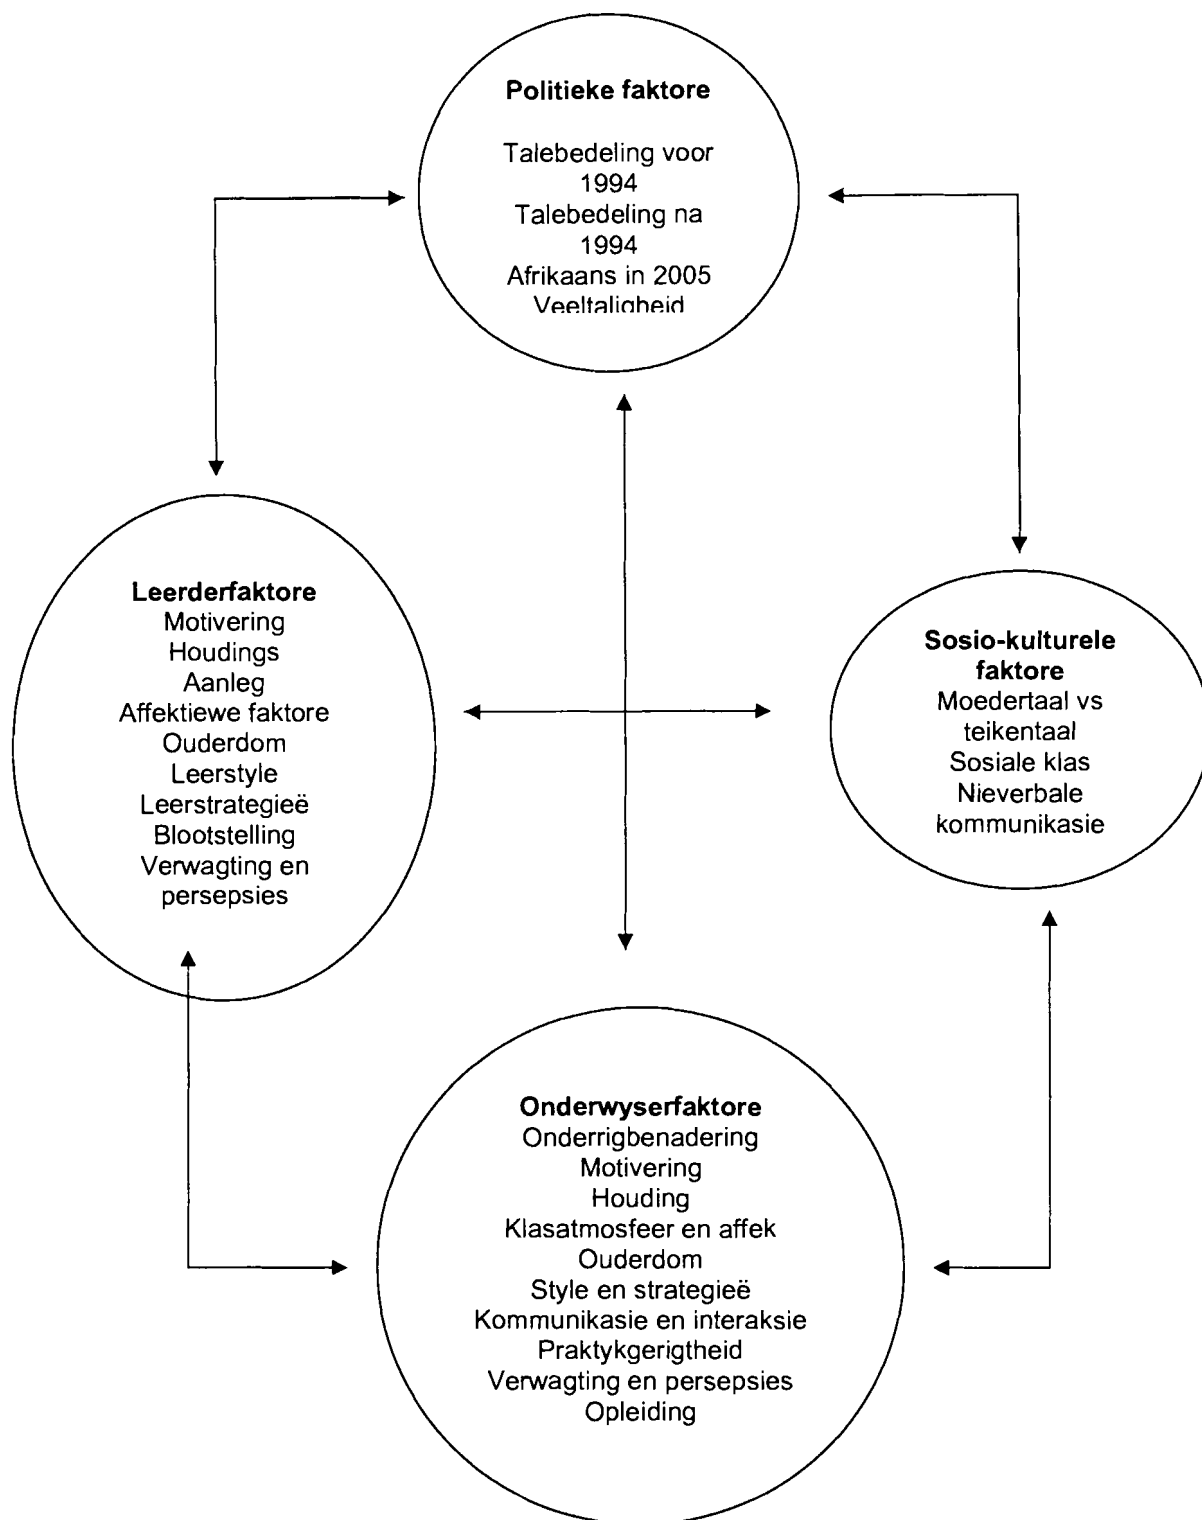 Politieke faktore
Talebedeling voor
1994
Talebedeling na
1994
Afrikaans in 2005
Veeltaligheid
Leerderfaktore
Motivering
Houdings
Aanleg
Affektiewe faktore
Ouderdom
Leerstyle
Leerstrategieë
Blootstelling
Verwagting en
persepsies
Sosio-kulturele
faktore
Moedertaal vs
teikentaal
Sosiale klas
Nieverbale
kommunikasie
Onderwyserfaktore
Onderrigbenadering
Motivering
Houding
Klasatmosfeer en affek
Ouderdom
Style en strategieë
Kommunikasie en interaksie
Praktykgerigtheid
Verwagting en persepsies
Opleiding